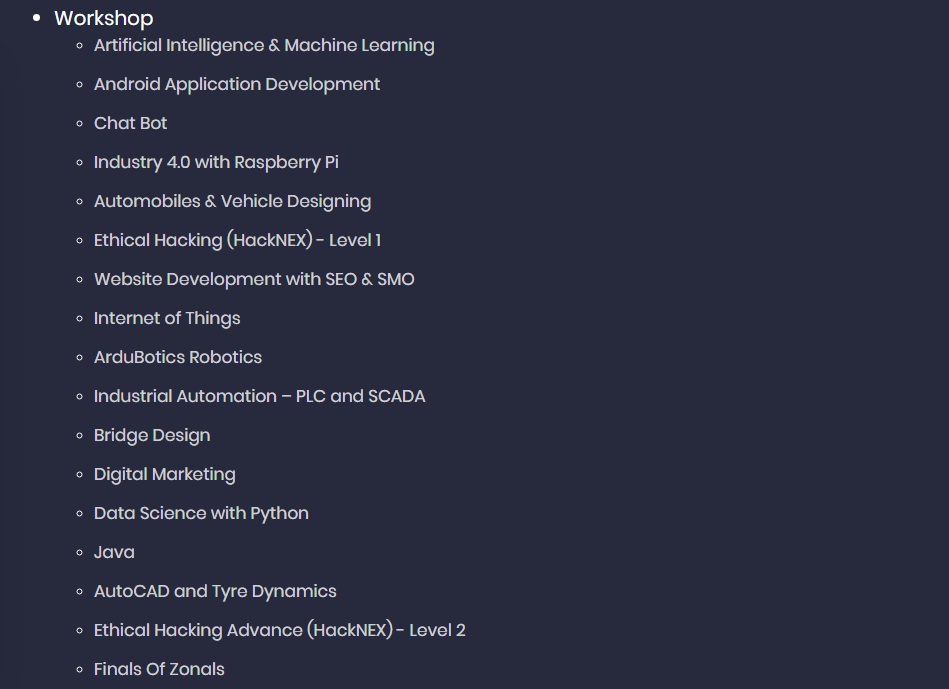 Workshop
Artificial Intelligence & Machine Learning
Android Application Development
Chat Bot
Industry 4.0 with Raspberry Pi
Automobiles & Vehicle Designing
Ethical Hacking (HackNEX) - Level 1
Website Development with SEO & SMO
Internet of Things
ArduBotics Robotics
Industrial Automation – PLC and SCADA
Bridge Design
Digital Marketing
Data Science with Python
Java
AutoCAD and Tyre Dynamics
Ethical Hacking Advance (HackNEX) - Level 2
Finals Of Zonals